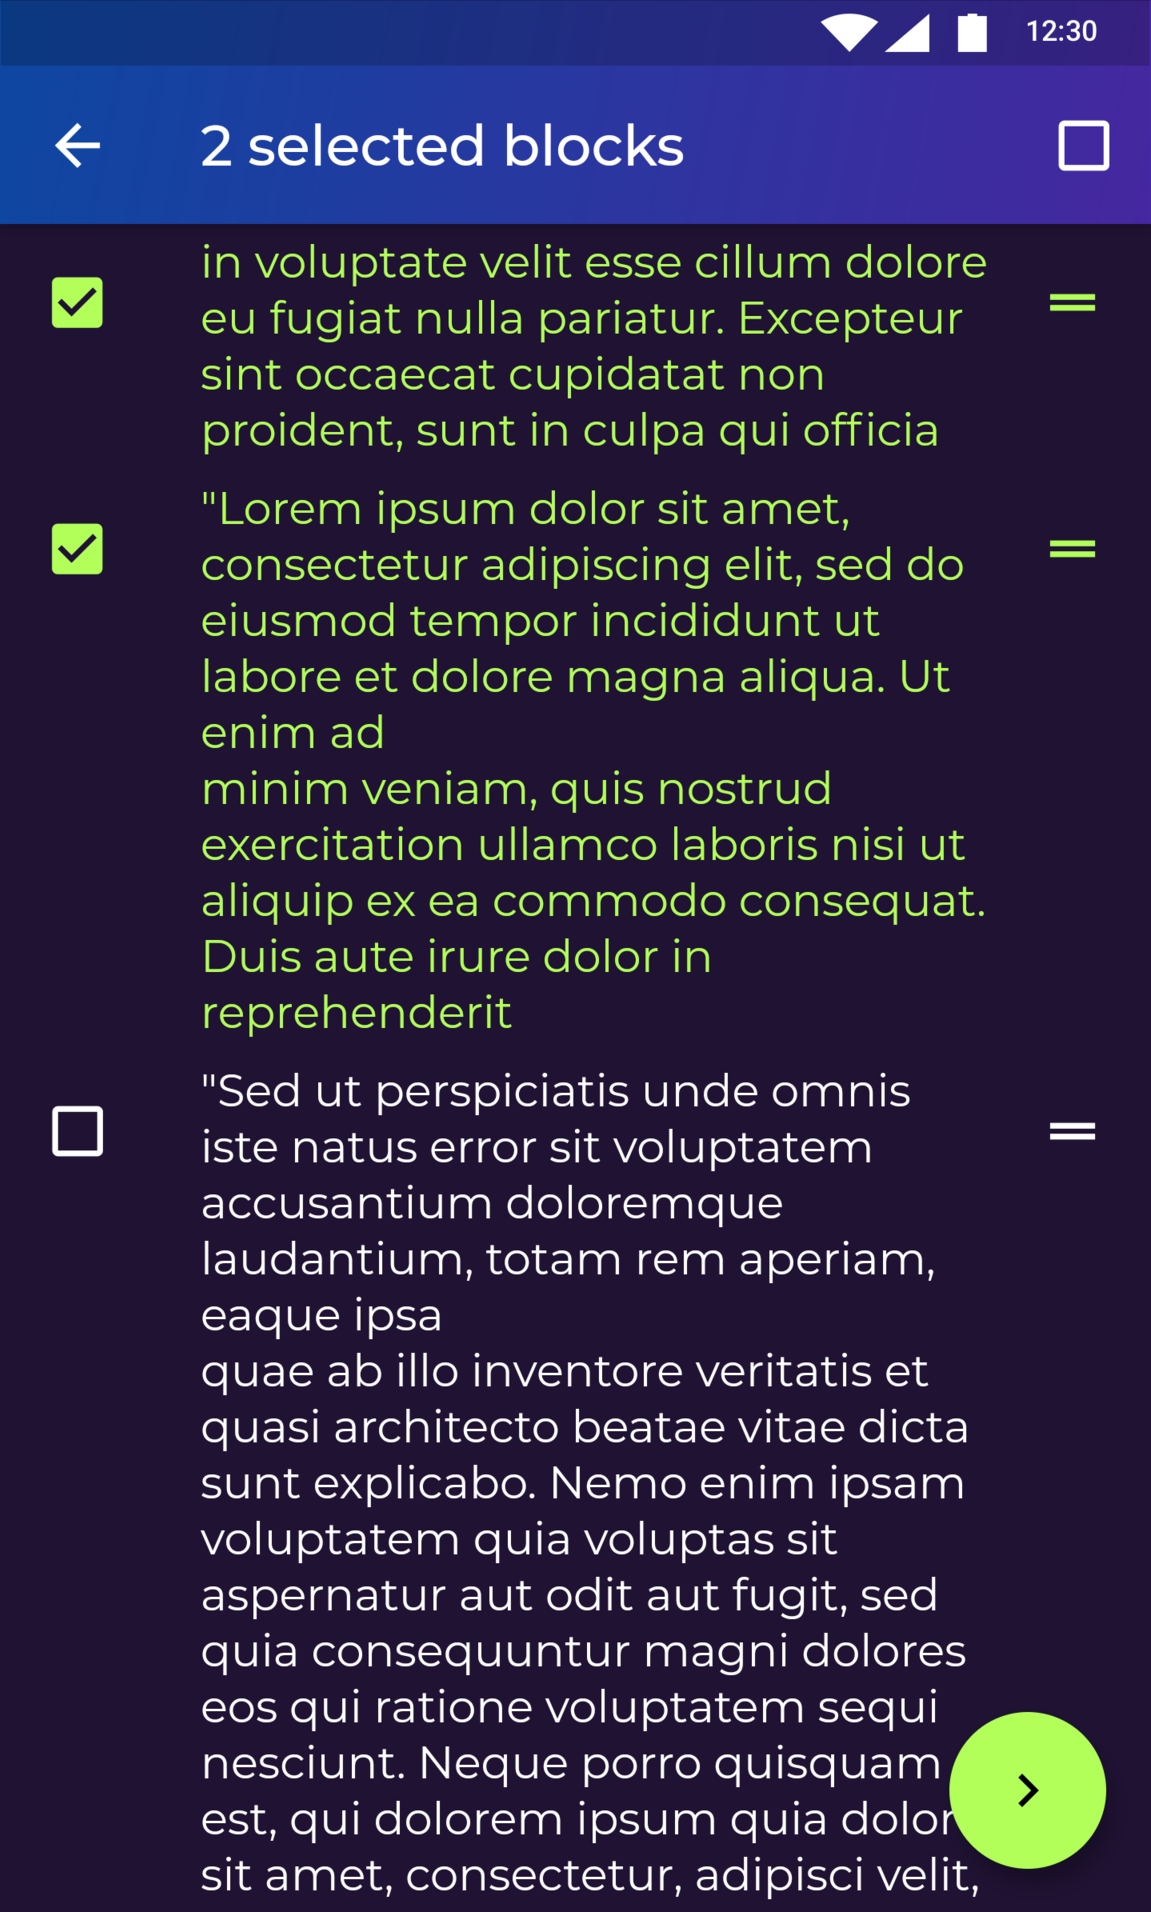 12:30
2 selected blocks
in voluptate velit esse cillum dolore
eu fugiat nulla pariatur. Excepteur
sint occaecat cupidatat non
proident, sunt in culpa qui officia
"Lorem ipsum dolor sit amet,
consectetur adipiscing elit, sed do
eiusmod tempor incididunt ut
labore et dolore magna aliqua. Ut
enim ad
minim veniam, quis nostrud
exercitation ullamco laboris nisi ut
aliquip ex ea commodo consequat.
Duis aute irure dolor in
reprehenderit
"Sed ut perspiciatis unde omnis
iste natus error sit voluptatem
accusantium doloremque
laudantium, totam rem aperiam,
eaque ipsa
quae ab illo inventore veritatis et
quasi architecto beatae vitae dicta
sunt explicabo. Nemo enim ipsam
voluptatem quia voluptas sit
aspernatur aut odit aut fugit, sed
quia consequuntur magni dolores
eos qui ratione voluptatem sequi
nesciunt. Neque porro quisquam
est, qui dolorem ipsum quia dolor
sit amet, consectetur, adipisci velit,